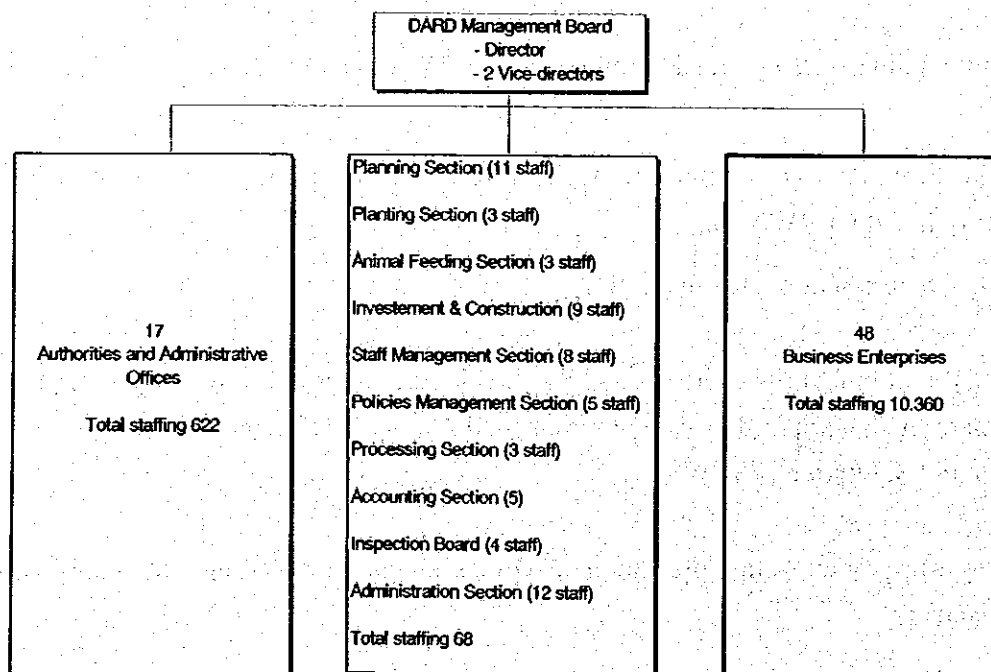 DARD Management Board
- Director
- 2 Vice-directors
17
Authorities and Administrative
Offices
Total staffing 622
Planning Section (11 staff)
Planting Section (3 staff)
Animal Feeding Section (3 staff)
Investement & Construction (9 staff)
Staff Management Section (8 staff)
Policies Management Section (5 staff)
Processing Section (3 staff)
Accounting Section (5)
Inspection Board (4 staff)
Administration Section (12 staff)
Total staffing 68
48
Business Enterprises
Total staffing 10.360